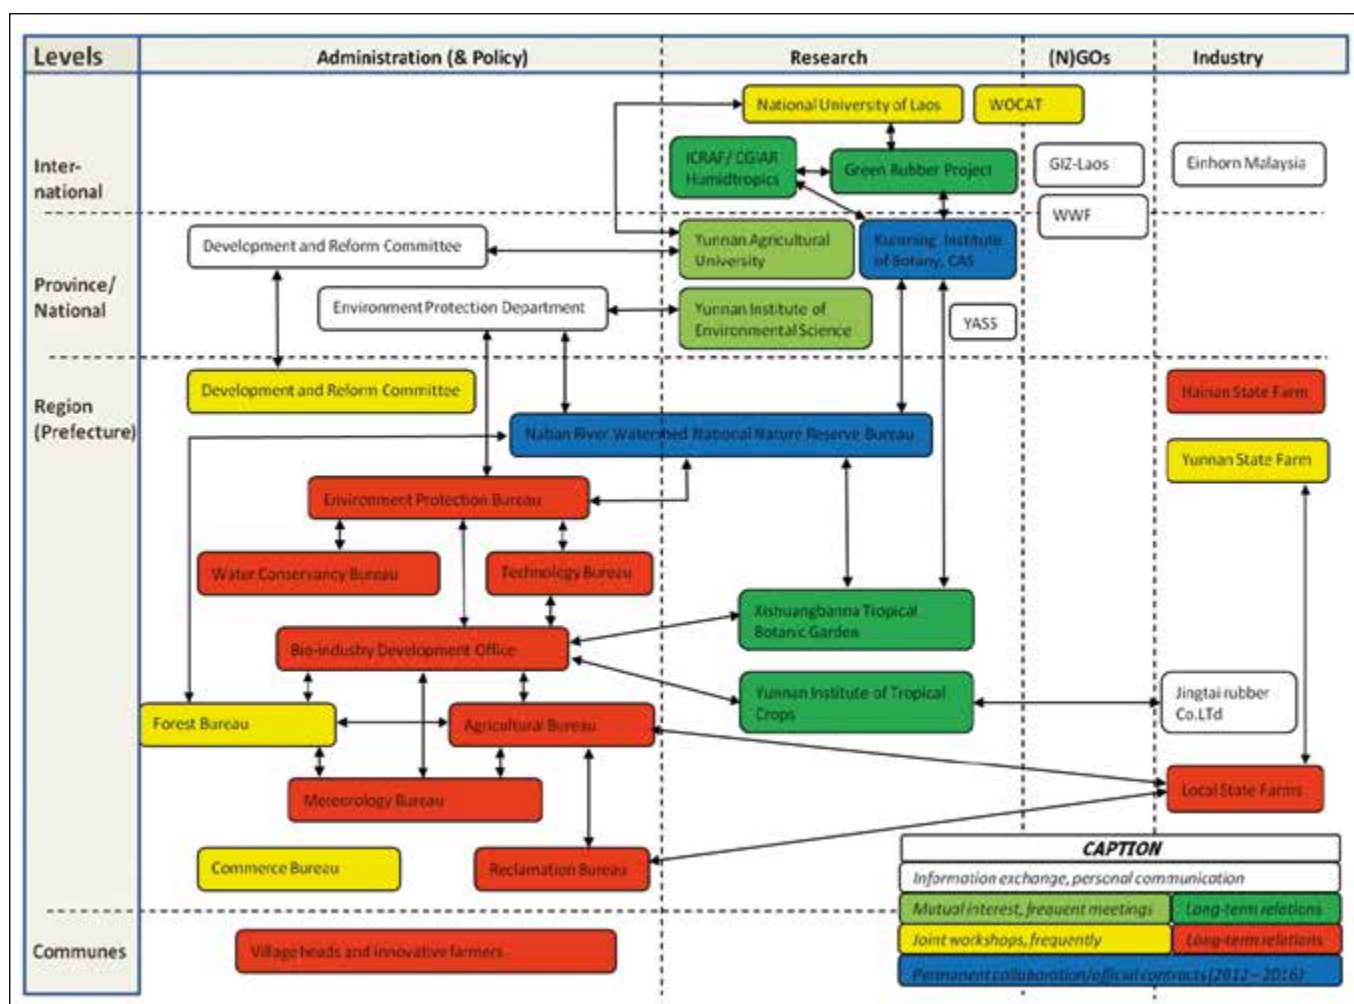 Levels
Administration (& Policy)
Research
(N)GOs
Industry
Inter-
national
National University of Laos
WOCAT
ICRAF/ CGIAR
Humidtropics
Green Rubber Project
GIZ-Laos
Einhorn Malaysia
WWF
Province/
National
Development and Reform Committee
Yunnan Agricultural
University
Kunming Institute
of Botany, CAS
Environment Protection Department
Yunnan Institute of
Environmental Science
YASS
Region
(Prefecture)
Development and Reform Committee
Hainan State Farm
Naban River Watershed National Nature Reserve Bureau
Yunnan State Farm
Environment Protection Bureau
Water Conservancy Bureau
Technology Bureau
Xishuangbanna Tropical
Botanic Garden
Bio-industry Development Office
Yunnan Institute of Tropical
Crops
Jingtai rubber
Co.LTd
Forest Bureau
Agricultural Bureau
Meteorology Bureau
Local State Farms
Commerce Bureau
Reclamation Bureau
CAPTION
Information exchange, personal communication
Mutual interest, frequent meetings
Long-term relations
Joint workshops, frequently
Long-term relations
Permanent collaboration/official contracts (2012 – 2016)
Communes
Village heads and innovative farmers